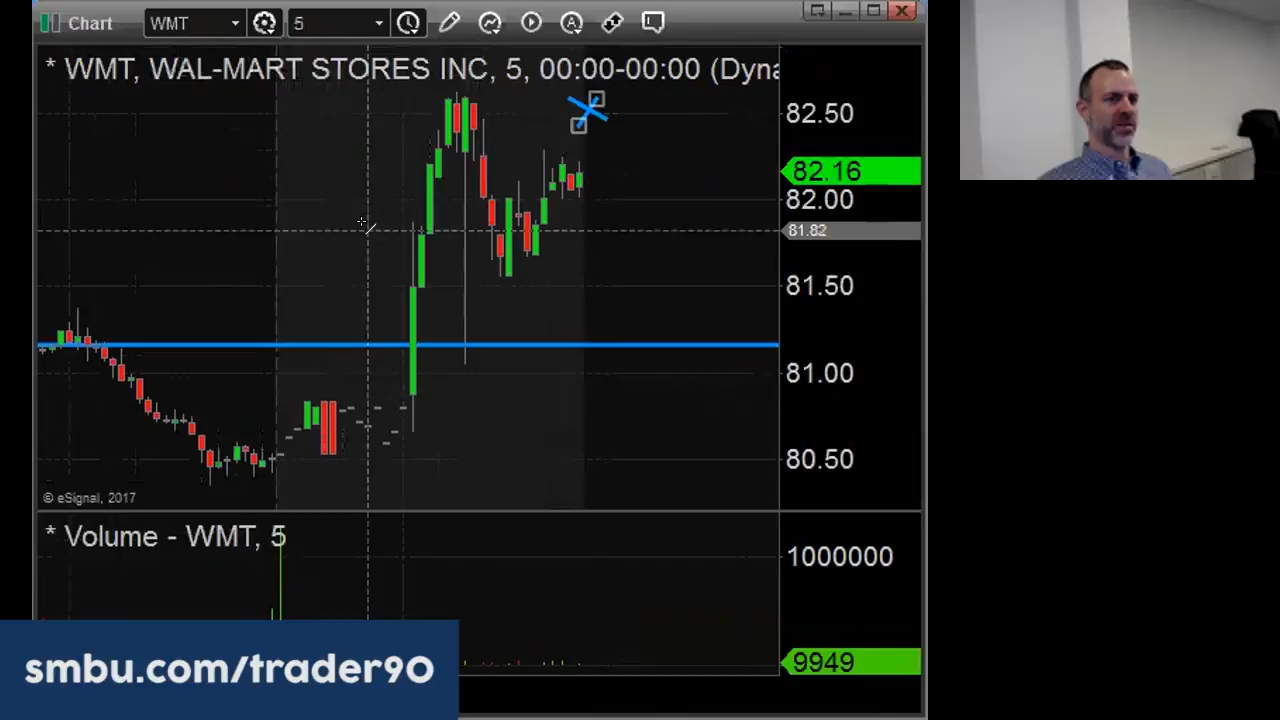 Chart
WMT
5
A
* WMT, WAL-MART STORES INC, 5, 00:00-00:00 (Dyna
82.50
82.16
82.00
81.82
81.50
81.00
80.50
© eSignal, 2017
* Volume - WMT, 5
1000000
9949
smbu.com/trader90